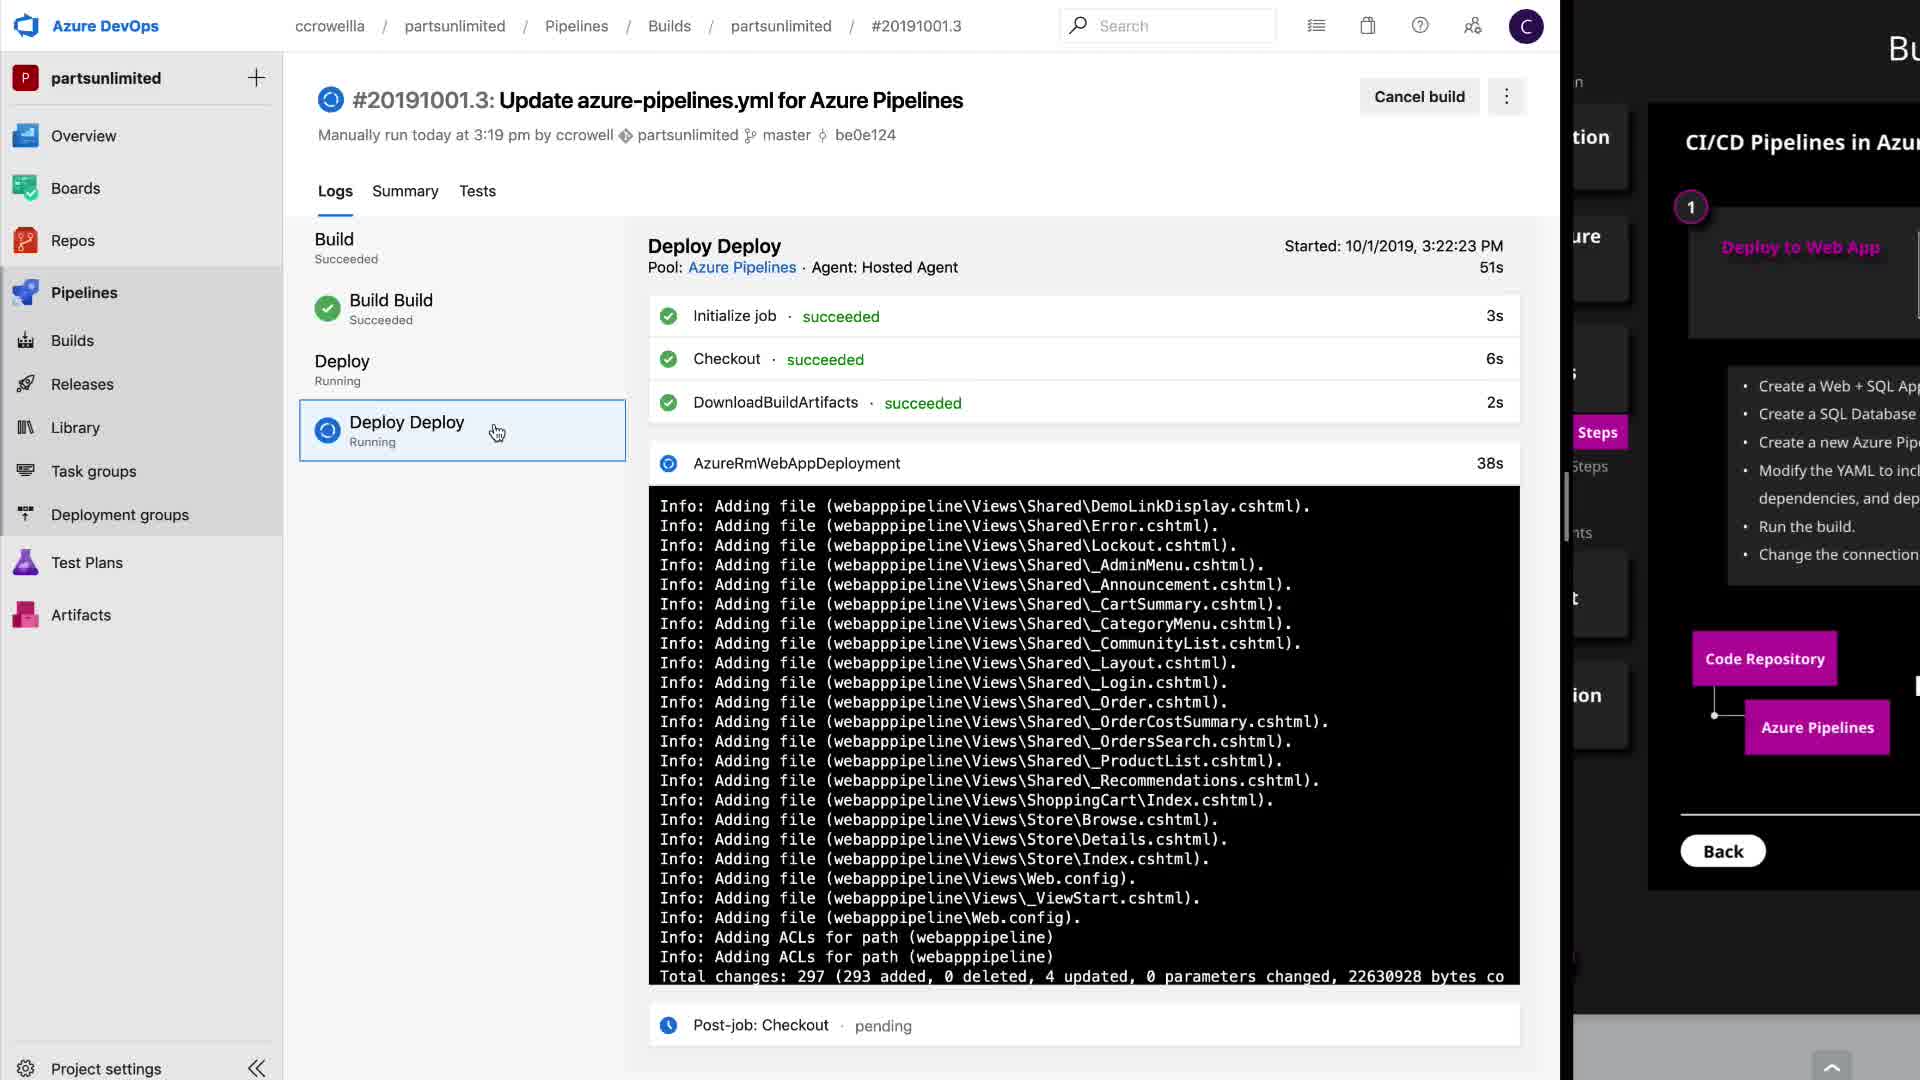 Azure DevOps
ccrowellla / partsunlimited / Pipelines / Builds / partsunlimited / #20191001.3
Search
C
P partsunlimited
Overview
Boards
Repos
Pipelines
Builds
Releases
Library
Task groups
Deployment groups
Test Plans
Artifacts
Project settings
#20191001.3: Update azure-pipelines.yml for Azure Pipelines
Manually run today at 3:19 pm by ccrowell partsunlimited master be0e124
Cancel build
Logs Summary Tests
Build
Succeeded
Build Build
Succeeded
Deploy
Running
Deploy Deploy
Running
Deploy Deploy
Started: 10/1/2019, 3:22:23 PM
Pool: Azure Pipelines · Agent: Hosted Agent
51s
Initialize job · succeeded 3s
Checkout · succeeded 6s
DownloadBuildArtifacts · succeeded 2s
AzureRmWebAppDeployment 38s
Info: Adding file (webapppipeline\Views\Shared\DemoLinkDisplay.cshtml).
Info: Adding file (webapppipeline\Views\Shared\Error.cshtml).
Info: Adding file (webapppipeline\Views\Shared\Lockout.cshtml).
Info: Adding file (webapppipeline\Views\Shared\_AdminMenu.cshtml).
Info: Adding file (webapppipeline\Views\Shared\_Announcement.cshtml).
Info: Adding file (webapppipeline\Views\Shared\_CartSummary.cshtml).
Info: Adding file (webapppipeline\Views\Shared\_CategoryMenu.cshtml).
Info: Adding file (webapppipeline\Views\Shared\_CommunityList.cshtml).
Info: Adding file (webapppipeline\Views\Shared\_Layout.cshtml).
Info: Adding file (webapppipeline\Views\Shared\_Login.cshtml).
Info: Adding file (webapppipeline\Views\Shared\_Order.cshtml).
Info: Adding file (webapppipeline\Views\Shared\_OrderCostSummary.cshtml).
Info: Adding file (webapppipeline\Views\Shared\_OrdersSearch.cshtml).
Info: Adding file (webapppipeline\Views\Shared\_ProductList.cshtml).
Info: Adding file (webapppipeline\Views\Shared\_Recommendations.cshtml).
Info: Adding file (webapppipeline\Views\ShoppingCart\Index.cshtml).
Info: Adding file (webapppipeline\Views\Store\Browse.cshtml).
Info: Adding file (webapppipeline\Views\Store\Details.cshtml).
Info: Adding file (webapppipeline\Views\Store\Index.cshtml).
Info: Adding file (webapppipeline\Views\Web.config).
Info: Adding file (webapppipeline\Views\_ViewStart.cshtml).
Info: Adding file (webapppipeline\Web.config).
Info: Adding ACLs for path (webapppipeline)
Info: Adding ACLs for path (webapppipeline)
Total changes: 297 (293 added, 0 deleted, 4 updated, 0 parameters changed, 22630928 bytes co
Post-job: Checkout · pending
Bu
n
tion
ure
s
Steps
Steps
nts
t
ion
CI/CD Pipelines in Azur
1
Deploy to Web App
• Create a Web + SQL App
• Create a SQL Database
• Create a new Azure Pipe
• Modify the YAML to incl
dependencies, and dep
• Run the build.
• Change the connection
Code Repository
Azure Pipelines
Back